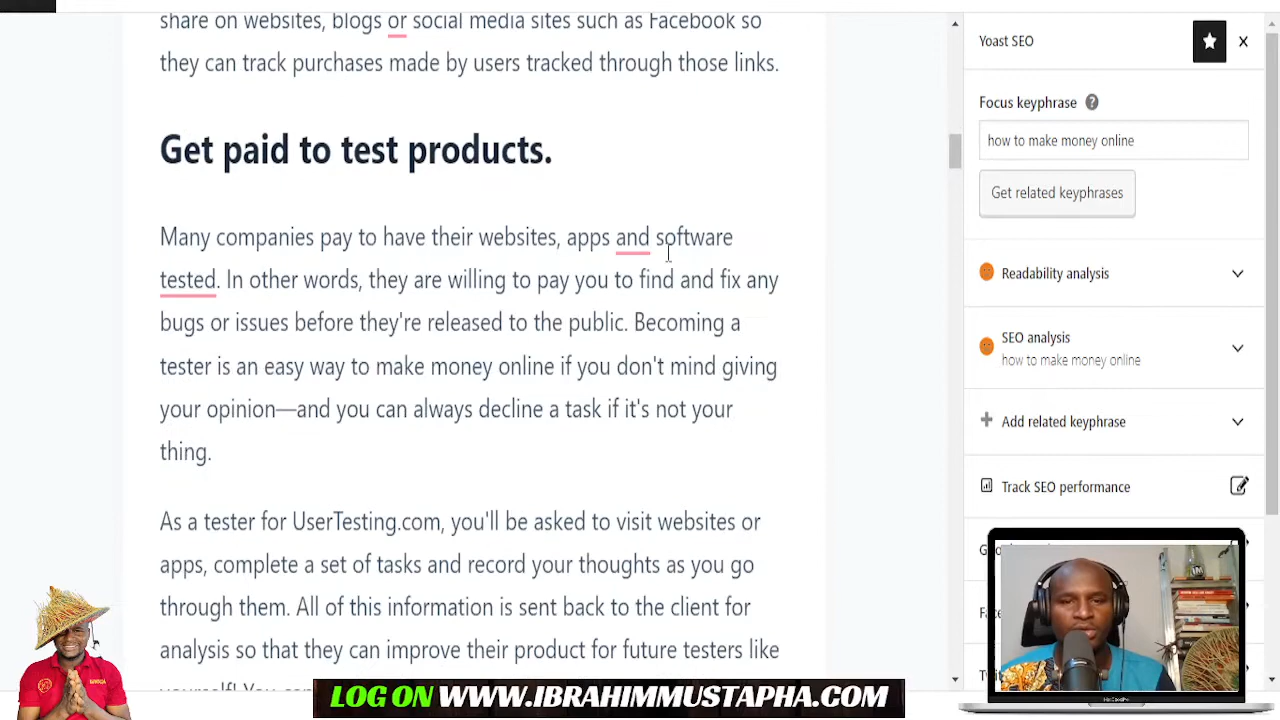 share on websites, blogs or social media sites such as Facebook so
they can track purchases made by users tracked through those links.
Get paid to test products.
Many companies pay to have their websites, apps and software
tested. In other words, they are willing to pay you to find and fix any
bugs or issues before they're released to the public. Becoming a
tester is an easy way to make money online if you don't mind giving
your opinion—and you can always decline a task if it's not your
thing.
As a tester for UserTesting.com, you'll be asked to visit websites or
apps, complete a set of tasks and record your thoughts as you go
through them. All of this information is sent back to the client for
analysis so that they can improve their product for future testers like
Yoast SEO
Focus keyphrase
how to make money online
Get related keyphrases
Readability analysis
SEO analysis
how to make money online
Add related keyphrase
Track SEO performance
LOG ON WWW.IBRAHIMMUSTAPHA.COM